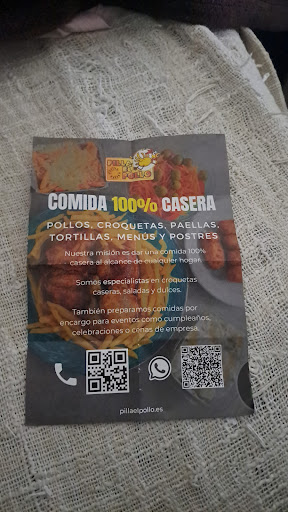 PILLA
EL POLLO
COMIDA 100% CASERA
POLLOS, CROQUETAS, PAELLAS,
TORTILLAS, MENÚS Y POSTRES
Nuestra misión es dar una comida 100%
casera al alcance de cualquier hogar.
Somos especialistas en croquetas
caseras, saladas y dulces.
También preparamos comidas por
encargo para eventos como cumpleaños,
celebraciones o cenas de empresa.
pillaelpollo.es